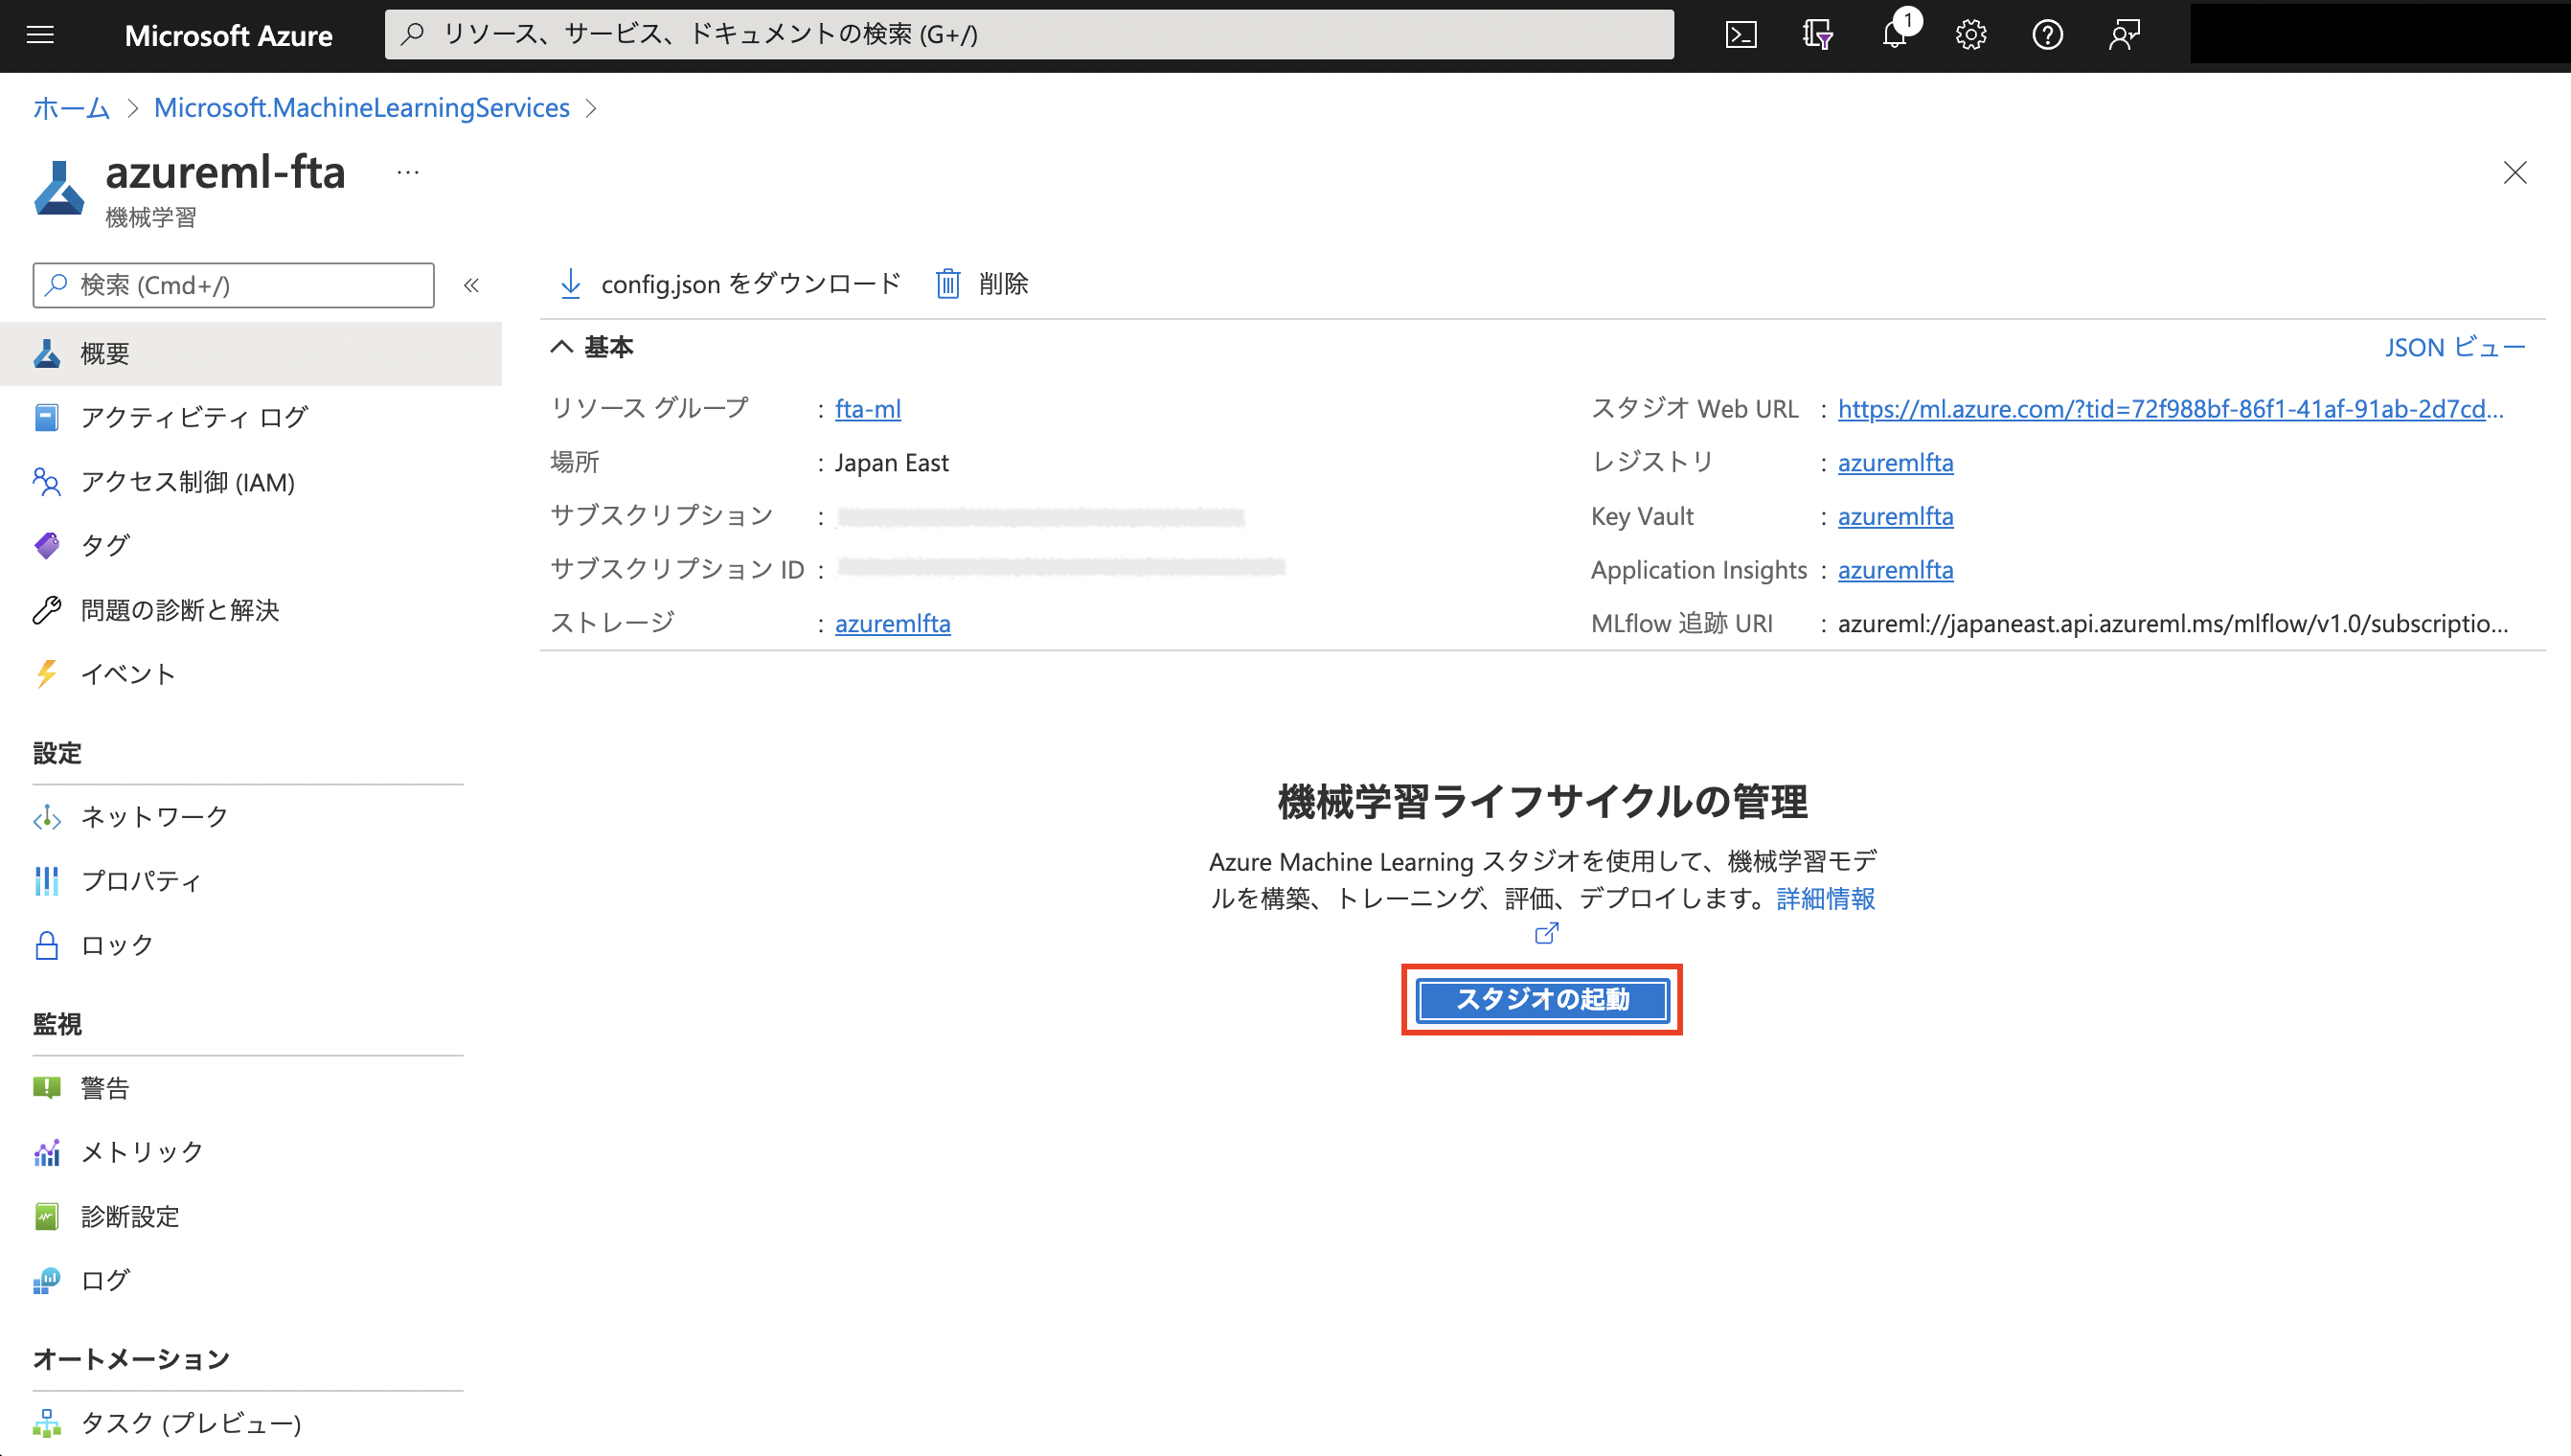 Microsoft Azure
リソース、サービス、ドキュメントの検索 (G+/)
1
ホーム > Microsoft.MachineLearningServices >
azureml-fta ...
機械学習
検索 (Cmd+/)
«
概要
アクティビティ ログ
アクセス制御 (IAM)
タグ
問題の診断と解決
イベント
設定
ネットワーク
プロパティ
ロック
監視
警告
メトリック
診断設定
ログ
オートメーション
タスク (プレビュー)
config.json をダウンロード 削除
基本
JSON ビュー
リソース グループ : fta-ml
場所 : Japan East
サブスクリプション :
サブスクリプション ID :
ストレージ : azuremlfta
スタジオ Web URL : https://ml.azure.com/?tid=72f988bf-86f1-41af-91ab-2d7cd...
レジストリ : azuremlfta
Key Vault : azuremlfta
Application Insights : azuremlfta
MLflow 追跡 URI : azureml://japaneast.api.azureml.ms/mlflow/v1.0/subscriptio...
機械学習ライフサイクルの管理
Azure Machine Learning スタジオを使用して、機械学習モデ
ルを構築、トレーニング、評価、デプロイします。詳細情報
スタジオの起動